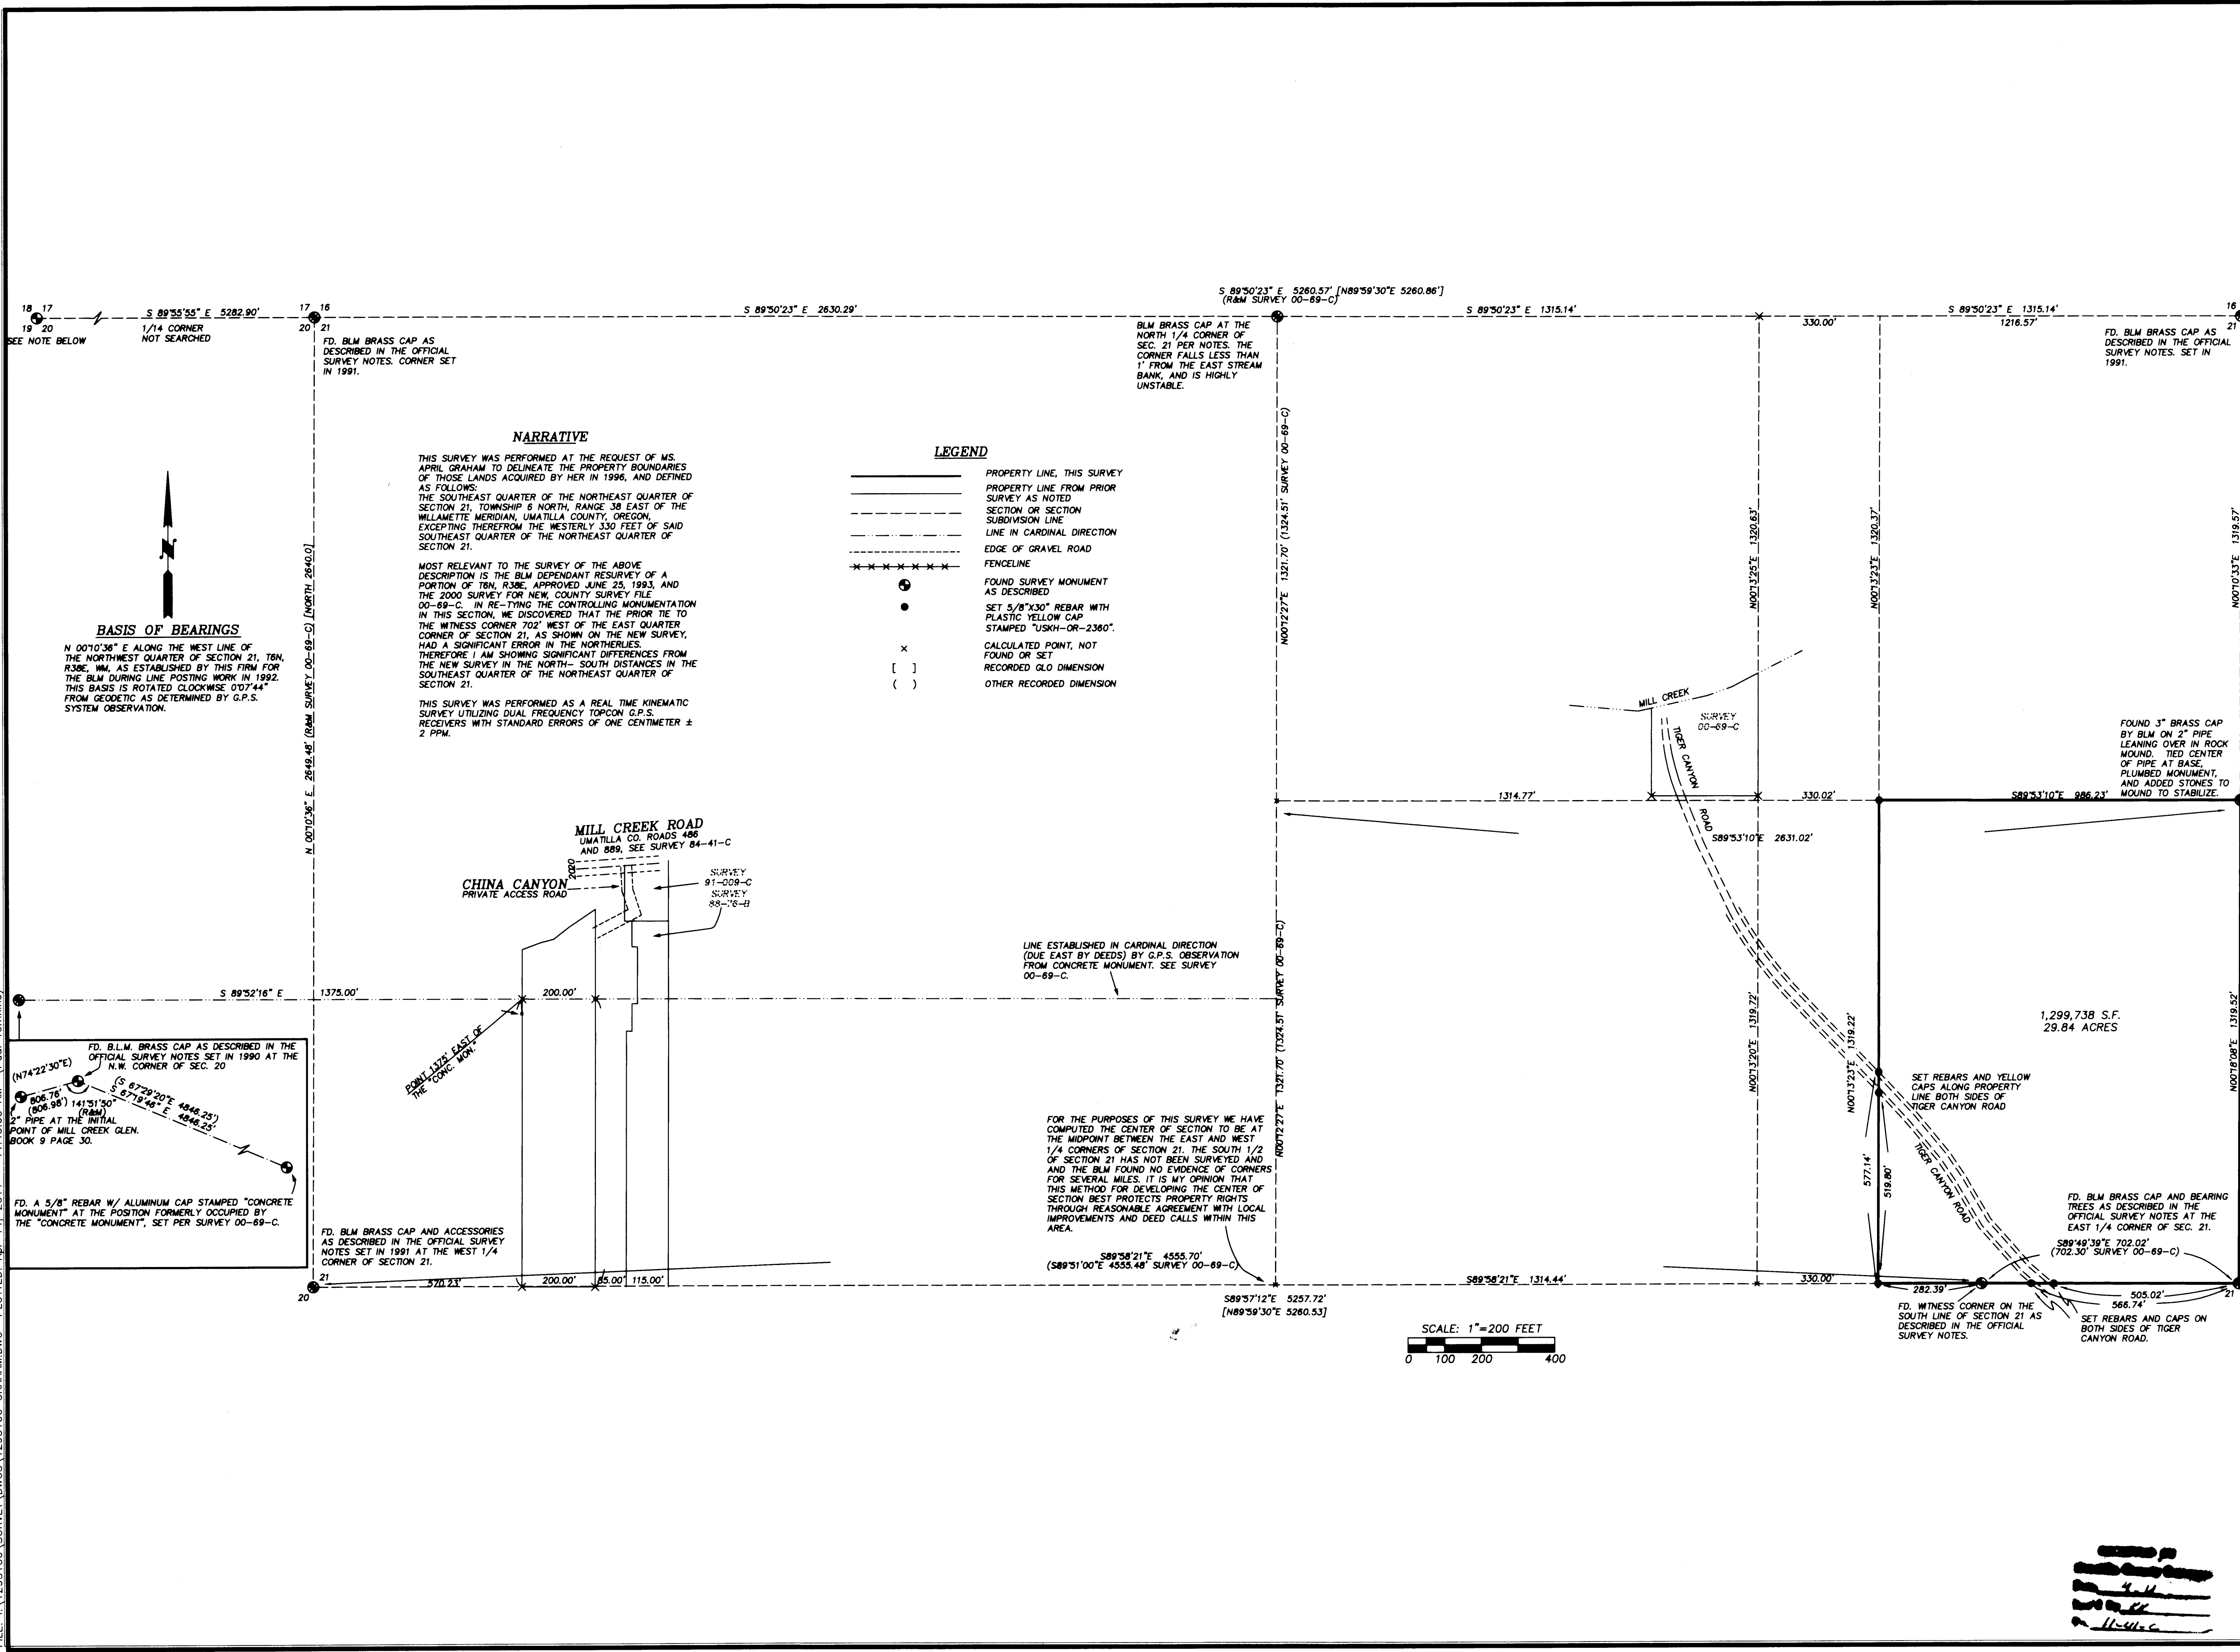 S 89°50'23" E 5260.57' [N89°59'30"E 5260.86']
(R&M SURVEY 00-69-C)
18 17
19 20
SEE NOTE BELOW
S 89°55'55" E 5282.90'
1/14 CORNER
NOT SEARCHED
17 16
20 21
FD. BLM BRASS CAP AS
DESCRIBED IN THE OFFICIAL
SURVEY NOTES. CORNER SET
IN 1991.
S 89°50'23" E 2630.29'
BLM BRASS CAP AT THE
NORTH 1/4 CORNER OF
SEC. 21 PER NOTES. THE
CORNER FALLS LESS THAN
1' FROM THE EAST STREAM
BANK, AND IS HIGHLY
UNSTABLE.
S 89°50'23" E 1315.14'
330.00'
S 89°50'23" E 1315.14'
1216.57'
16
21
FD. BLM BRASS CAP AS
DESCRIBED IN THE OFFICIAL
SURVEY NOTES. SET IN
1991.
N
BASIS OF BEARINGS
N 00°10'36" E ALONG THE WEST LINE OF
THE NORTHWEST QUARTER OF SECTION 21, T6N,
R38E, WM, AS ESTABLISHED BY THIS FIRM FOR
THE BLM DURING LINE POSTING WORK IN 1992.
THIS BASIS IS ROTATED CLOCKWISE 0°07'44"
FROM GEODETIC AS DETERMINED BY G.P.S.
SYSTEM OBSERVATION.
N 00°10'36" E 2649.48' (R&M SURVEY 00-69-C) [NORTH 2640.0]
NARRATIVE
THIS SURVEY WAS PERFORMED AT THE REQUEST OF MS.
APRIL GRAHAM TO DELINEATE THE PROPERTY BOUNDARIES
OF THOSE LANDS ACQUIRED BY HER IN 1996, AND DEFINED
AS FOLLOWS:
THE SOUTHEAST QUARTER OF THE NORTHEAST QUARTER OF
SECTION 21, TOWNSHIP 6 NORTH, RANGE 38 EAST OF THE
WILLAMETTE MERIDIAN, UMATILLA COUNTY, OREGON,
EXCEPTING THEREFROM THE WESTERLY 330 FEET OF SAID
SOUTHEAST QUARTER OF THE NORTHEAST QUARTER OF
SECTION 21.
MOST RELEVANT TO THE SURVEY OF THE ABOVE
DESCRIPTION IS THE BLM DEPENDANT RESURVEY OF A
PORTION OF T6N, R38E, APPROVED JUNE 25, 1993, AND
THE 2000 SURVEY FOR NEW, COUNTY SURVEY FILE
00-69-C. IN RE-TYING THE CONTROLLING MONUMENTATION
IN THIS SECTION, WE DISCOVERED THAT THE PRIOR TIE TO
THE WITNESS CORNER 702' WEST OF THE EAST QUARTER
CORNER OF SECTION 21, AS SHOWN ON THE NEW SURVEY,
HAD A SIGNIFICANT ERROR IN THE NORTHERLIES.
THEREFORE I AM SHOWING SIGNIFICANT DIFFERENCES FROM
THE NEW SURVEY IN THE NORTH- SOUTH DISTANCES IN THE
SOUTHEAST QUARTER OF THE NORTHEAST QUARTER OF
SECTION 21.
THIS SURVEY WAS PERFORMED AS A REAL TIME KINEMATIC
SURVEY UTILIZING DUAL FREQUENCY TOPCON G.P.S.
RECEIVERS WITH STANDARD ERRORS OF ONE CENTIMETER ±
2 PPM.
LEGEND
PROPERTY LINE, THIS SURVEY
PROPERTY LINE FROM PRIOR
SURVEY AS NOTED
SECTION OR SECTION
SUBDIVISION LINE
LINE IN CARDINAL DIRECTION
EDGE OF GRAVEL ROAD
FENCELINE
FOUND SURVEY MONUMENT
AS DESCRIBED
SET 5/8"X30" REBAR WITH
PLASTIC YELLOW CAP
STAMPED "USKH-OR-2360".
CALCULATED POINT, NOT
FOUND OR SET
[ ] RECORDED GLO DIMENSION
( ) OTHER RECORDED DIMENSION
N00°12'27"E 1321.70' (1324.51' SURVEY 00-69-C)
N00°13'25"E 1320.63'
N00°13'23"E 1320.37'
N00°10'33"E 1319.57'
MILL CREEK
SURVEY
00-69-C
TIGER CANYON
ROAD
FOUND 3" BRASS CAP
BY BLM ON 2" PIPE
LEANING OVER IN ROCK
MOUND. TIED CENTER
OF PIPE AT BASE,
PLUMBED MONUMENT,
AND ADDED STONES TO
MOUND TO STABILIZE.
1314.77'
330.02'
S89°53'10"E 986.23'
S89°53'10"E 2631.02'
MILL CREEK ROAD
UMATILLA CO. ROADS 486
AND 889, SEE SURVEY 84-41-C
2020
CHINA CANYON
PRIVATE ACCESS ROAD
SURVEY
91-009-C
SURVEY
88-76-B
LINE ESTABLISHED IN CARDINAL DIRECTION
(DUE EAST BY DEEDS) BY G.P.S. OBSERVATION
FROM CONCRETE MONUMENT. SEE SURVEY
00-69-C.
S 89°52'16" E 1375.00'
200.00'
POINT 1375' EAST OF
THE "CONC. MON."
N00°12'27"E 1321.70' (1324.51' SURVEY 00-69-C)
N00°13'20"E 1319.72'
N00°13'23"E 1319.22'
N00°18'08"E 1319.52'
1,299,738 S.F.
29.84 ACRES
FD. B.L.M. BRASS CAP AS DESCRIBED IN THE
OFFICIAL SURVEY NOTES SET IN 1990 AT THE
N.W. CORNER OF SEC. 20
(N74°22'30"E)
806.76'
(806.98')
141°51'50"
(R&M)
(S 67°29'20"E 4846.25')
S 67°19'46" E 4846.25'
2" PIPE AT THE INITIAL
POINT OF MILL CREEK GLEN.
BOOK 9 PAGE 30.
FD. A 5/8" REBAR W/ ALUMINUM CAP STAMPED "CONCRETE
MONUMENT" AT THE POSITION FORMERLY OCCUPIED BY
THE "CONCRETE MONUMENT", SET PER SURVEY 00-69-C.
SET REBARS AND YELLOW
CAPS ALONG PROPERTY
LINE BOTH SIDES OF
TIGER CANYON ROAD
FOR THE PURPOSES OF THIS SURVEY WE HAVE
COMPUTED THE CENTER OF SECTION TO BE AT
THE MIDPOINT BETWEEN THE EAST AND WEST
1/4 CORNERS OF SECTION 21. THE SOUTH 1/2
OF SECTION 21 HAS NOT BEEN SURVEYED AND
AND THE BLM FOUND NO EVIDENCE OF CORNERS
FOR SEVERAL MILES. IT IS MY OPINION THAT
THIS METHOD FOR DEVELOPING THE CENTER OF
SECTION BEST PROTECTS PROPERTY RIGHTS
THROUGH REASONABLE AGREEMENT WITH LOCAL
IMPROVEMENTS AND DEED CALLS WITHIN THIS
AREA.
577.14'
519.80'
TIGER CANYON ROAD
FD. BLM BRASS CAP AND BEARING
TREES AS DESCRIBED IN THE
OFFICIAL SURVEY NOTES AT THE
EAST 1/4 CORNER OF SEC. 21.
S89°49'39"E 702.02'
(702.30' SURVEY 00-69-C)
FD. BLM BRASS CAP AND ACCESSORIES
AS DESCRIBED IN THE OFFICIAL SURVEY
NOTES SET IN 1991 AT THE WEST 1/4
CORNER OF SECTION 21.
S89°58'21"E 4555.70'
(S89°51'00"E 4555.48' SURVEY 00-69-C)
21
20
570.23'
200.00'
85.00'
115.00'
S89°58'21"E 1314.44'
330.00'
282.39'
505.02'
566.74'
21
S89°57'12"E 5257.72'
[N89°59'30"E 5260.53]
FD. WITNESS CORNER ON THE
SOUTH LINE OF SECTION 21 AS
DESCRIBED IN THE OFFICIAL
SURVEY NOTES.
SET REBARS AND CAPS ON
BOTH SIDES OF TIGER
CANYON ROAD.
SCALE: 1"=200 FEET
0 100 200 400
11-41-C